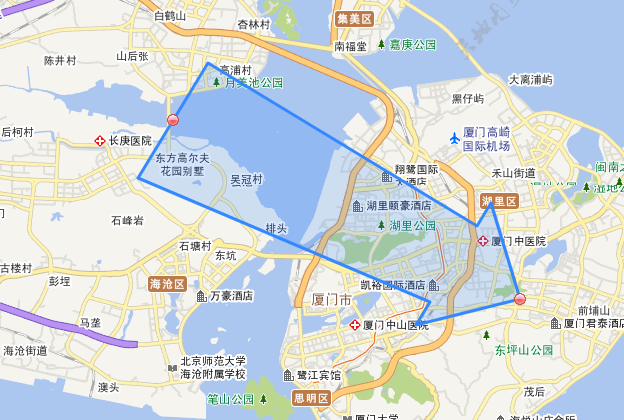 白鹤山
杏林村
集美区
嘉庚公园
南福堂
陈井村
山后张
高浦村
月美池公园
大离浦屿
黑仔屿
后柯村
长庚医院
厦门高崎
国际机场
东方高尔夫
花园别墅
翔鹭国际
大酒店
禾山街道
吴冠村
湖里颐豪酒店
湖里区
石峰岩
排头
湖里公园
厦门中医院
石塘村
东坑
古楼村
彭埕
海沧区
凯裕国际酒店
万豪酒店
厦门市
前埔山
马垄
厦门中山医院
厦门君泰酒店
海沧街道
东坪山公园
北京师范大学
海沧附属学校
鹭江宾馆
澳头
茂后
笔山公园
思明区
厦门大学